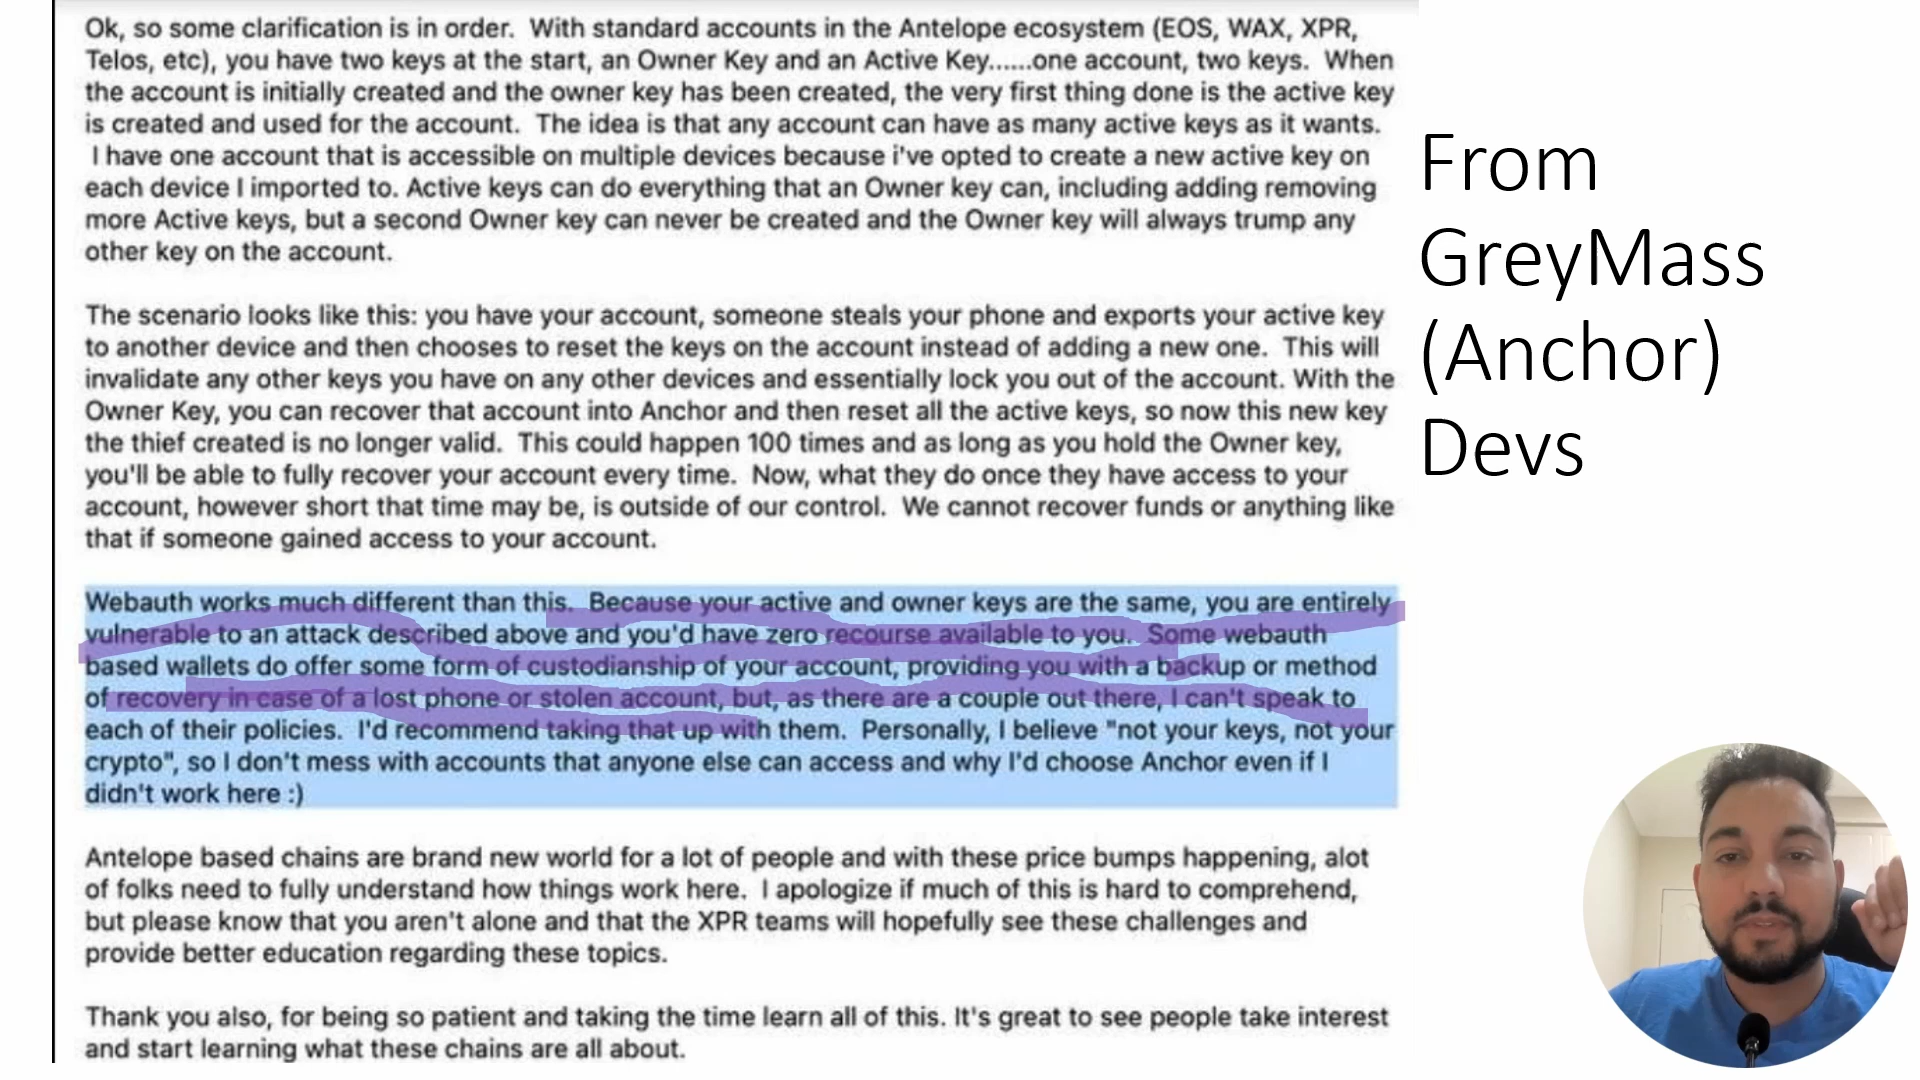 Ok, so some clarification is in order.  With standard accounts in the Antelope ecosystem (EOS, WAX, XPR,
Telos, etc), you have two keys at the start, an Owner Key and an Active Key......one account, two keys.  When
the account is initially created and the owner key has been created, the very first thing done is the active key
is created and used for the account.  The idea is that any account can have as many active keys as it wants.
I have one account that is accessible on multiple devices because i've opted to create a new active key on
each device I imported to. Active keys can do everything that an Owner key can, including adding removing
more Active keys, but a second Owner key can never be created and the Owner key will always trump any
other key on the account.
The scenario looks like this: you have your account, someone steals your phone and exports your active key
to another device and then chooses to reset the keys on the account instead of adding a new one.  This will
invalidate any other keys you have on any other devices and essentially lock you out of the account. With the
Owner Key, you can recover that account into Anchor and then reset all the active keys, so now this new key
the thief created is no longer valid.  This could happen 100 times and as long as you hold the Owner key,
you'll be able to fully recover your account every time.  Now, what they do once they have access to your
account, however short that time may be, is outside of our control.  We cannot recover funds or anything like
that if someone gained access to your account.
Webauth works much different than this.  Because your active and owner keys are the same, you are entirely
vulnerable to an attack described above and you'd have zero recourse available to you.  Some webauth
based wallets do offer some form of custodianship of your account, providing you with a backup or method
of recovery in case of a lost phone or stolen account, but, as there are a couple out there, I can't speak to
each of their policies.  I'd recommend taking that up with them.  Personally, I believe "not your keys, not your
crypto", so I don't mess with accounts that anyone else can access and why I'd choose Anchor even if I
didn't work here :)
Antelope based chains are brand new world for a lot of people and with these price bumps happening, alot
of folks need to fully understand how things work here.  I apologize if much of this is hard to comprehend,
but please know that you aren't alone and that the XPR teams will hopefully see these challenges and
provide better education regarding these topics.
Thank you also, for being so patient and taking the time learn all of this. It's great to see people take interest
and start learning what these chains are all about.
From
GreyMass
(Anchor)
Devs